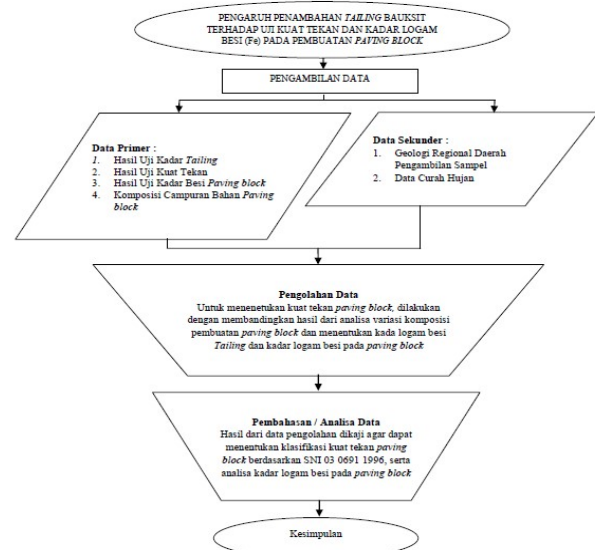 PENGARUH PENAMBAHAN TAILING BAUKSIT
TERHADAP UJI KUAT TEKAN DAN KADAR LOGAM
BESI (Fe) PADA PEMBUATAN PAVING BLOCK
PENGAMBILAN DATA
Data Primer :
1. Hasil Uji Kadar Tailing
2. Hasil Uji Kuat Tekan
3. Hasil Uji Kadar Besi Paving block
4. Komposisi Campuran Bahan Paving
block
Data Sekunder :
1. Geologi Regional Daerah
Pengambilan Sampel
2. Data Curah Hujan
Pengolahan Data
Untuk menenetukan kuat tekan paving block, dilakukan
dengan membandingkan hasil dari analisa variasi komposisi
pembuatan paving block dan menentukan kada logam besi
Tailing dan kadar logam besi pada paving block
Pembahasan / Analisa Data
Hasil dari data pengolahan dikaji agar dapat
menentukan klasifikasi kuat tekan paving
block berdasarkan SNI 03 0691 1996, serta
analisa kadar logam besi pada paving block
Kesimpulan